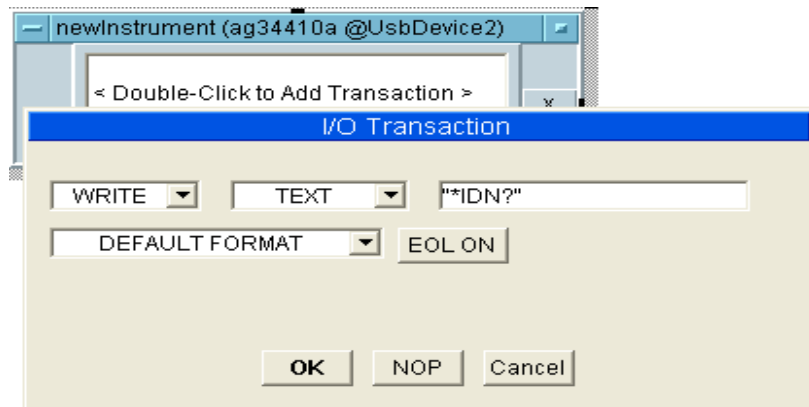 newInstrument (ag34410a @UsbDevice2)
< Double-Click to Add Transaction >
X
I/O Transaction
WRITE TEXT "*IDN?"
DEFAULT FORMAT EOL ON
OK NOP Cancel